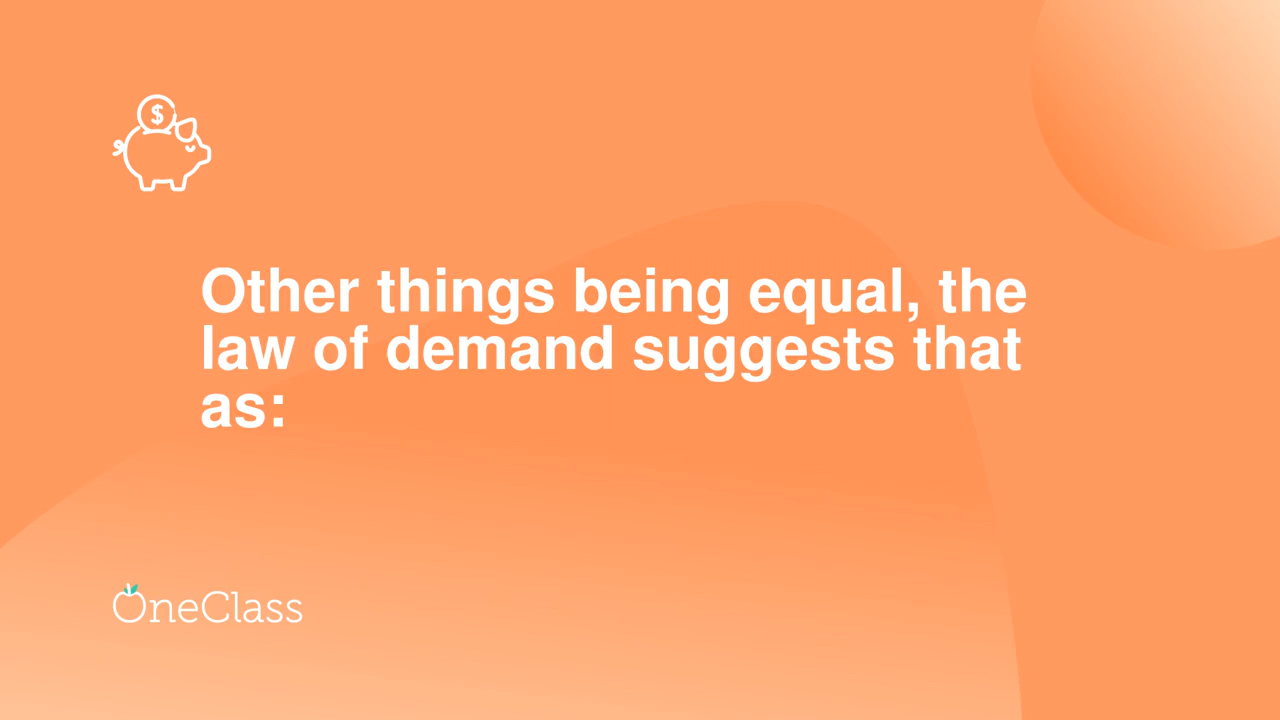 $
Other things being equal, the
law of demand suggests that
as:
OneClass